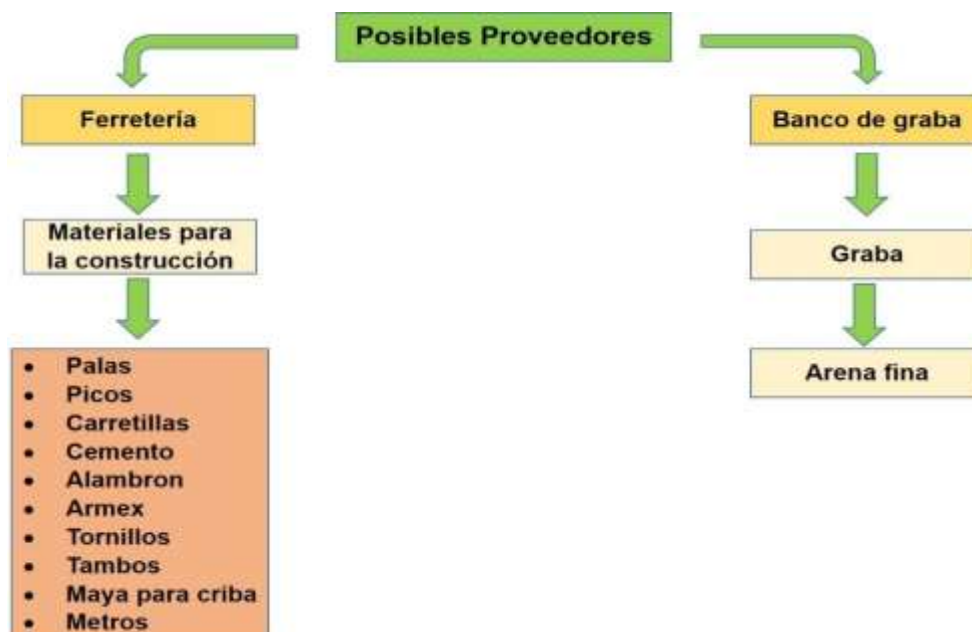 Posibles Proveedores
Ferretería
Materiales para
la construcción
• Palas
• Picos
• Carretillas
• Cemento
• Alambron
• Armex
• Tornillos
• Tambos
• Maya para criba
• Metros
Banco de graba
Graba
Arena fina